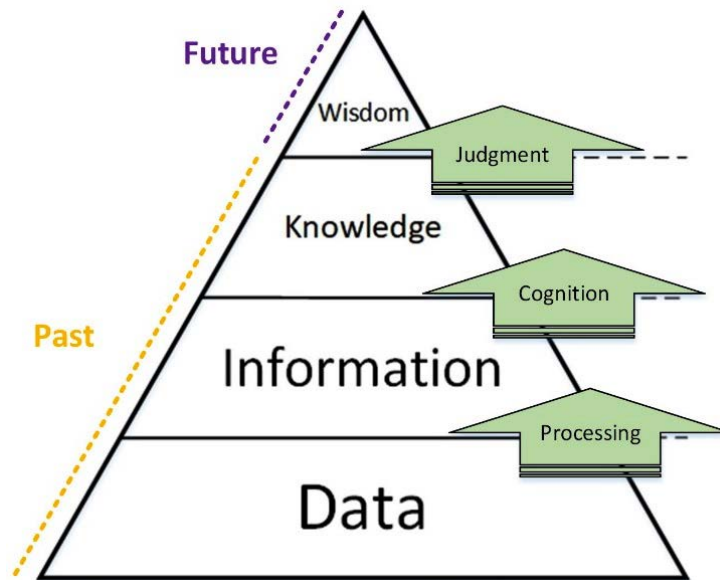 Future
Wisdom
Judgment
Knowledge
Cognition
Past
Information
Processing
Data